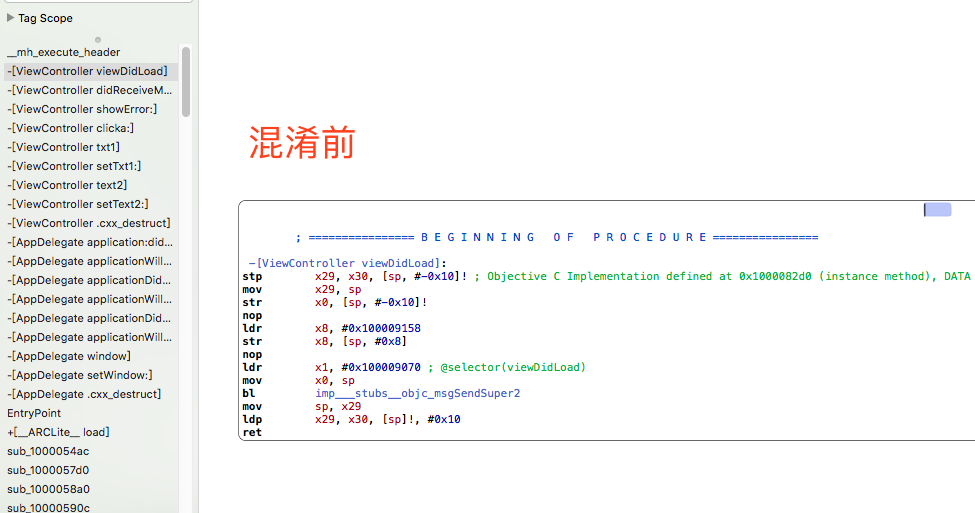 Tag Scope
__mh_execute_header
-[ViewController viewDidLoad]
-[ViewController didReceiveM...
-[ViewController showError:]
-[ViewController clicka:]
-[ViewController txt1]
-[ViewController setTxt1:]
-[ViewController text2]
-[ViewController setText2:]
-[ViewController .cxx_destruct]
-[AppDelegate application:did...
-[AppDelegate applicationWill...
-[AppDelegate applicationDid...
-[AppDelegate applicationWill...
-[AppDelegate applicationDid...
-[AppDelegate applicationWill...
-[AppDelegate window]
-[AppDelegate setWindow:]
-[AppDelegate .cxx_destruct]
EntryPoint
+[__ARCLite__ load]
sub_1000054ac
sub_1000057d0
sub_1000058a0
sub_10000590c
混淆前
; ================ B E G I N N I N G   O F   P R O C E D U R E ================
-[ViewController viewDidLoad]:
stp x29, x30, [sp, #-0x10]! ; Objective C Implementation defined at 0x1000082d0 (instance method), DATA
mov x29, sp
str x0, [sp, #-0x10]!
nop
ldr x8, #0x100009158
str x8, [sp, #0x8]
nop
ldr x1, #0x100009070 ; @selector(viewDidLoad)
mov x0, sp
bl imp___stubs__objc_msgSendSuper2
mov sp, x29
ldp x29, x30, [sp]!, #0x10
ret